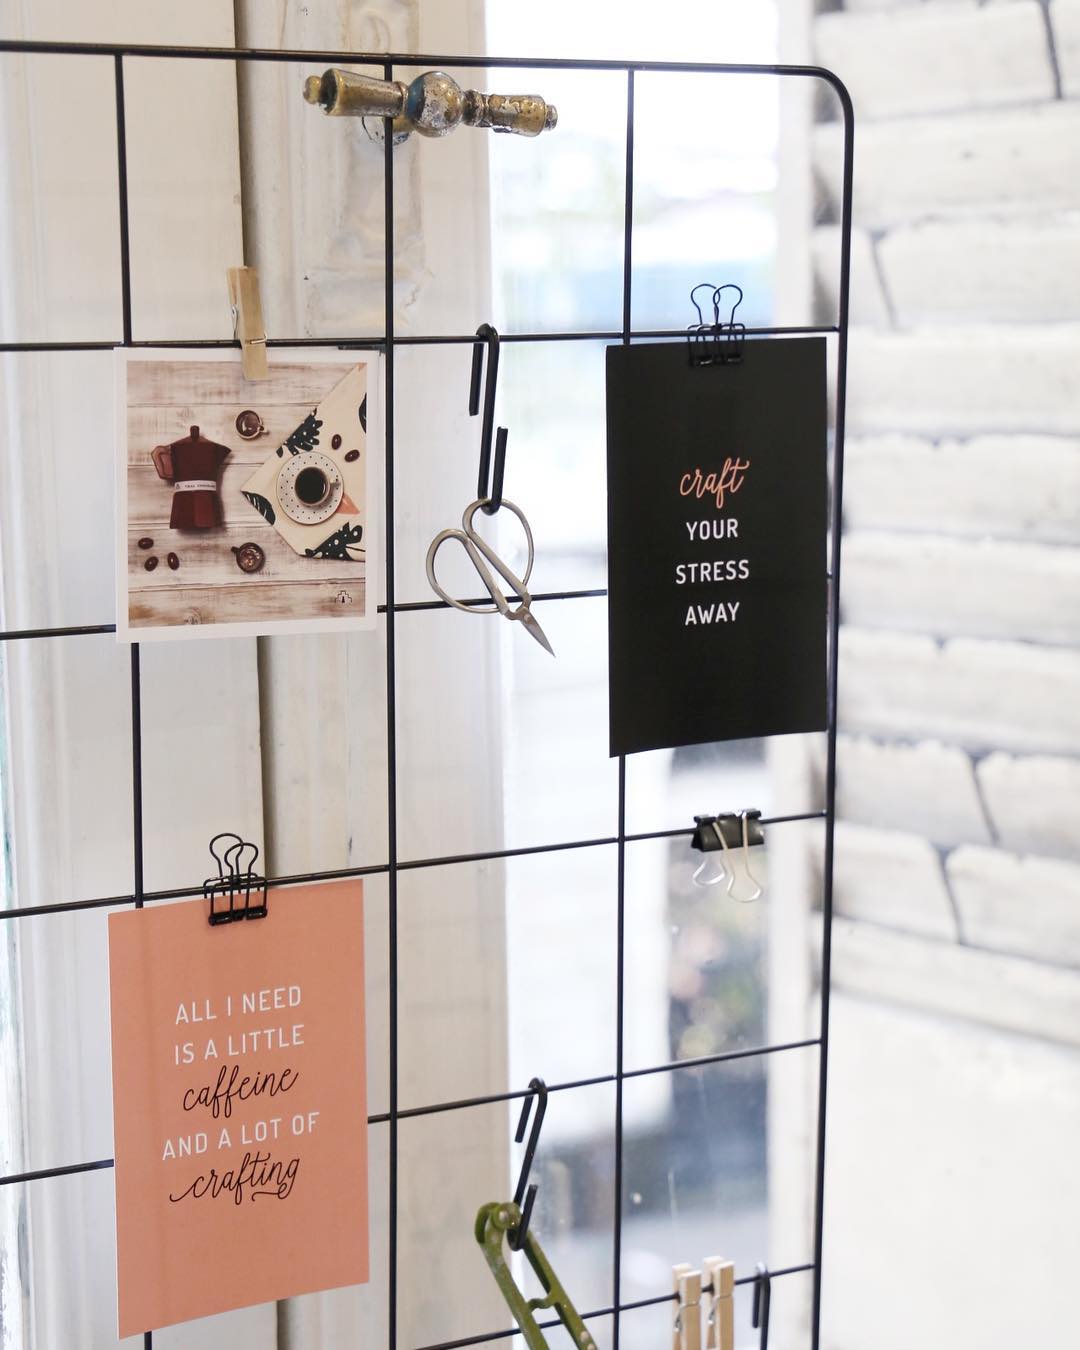 craft
YOUR
STRESS
AWAY
ALL I NEED
IS A LITTLE
caffeine
AND A LOT OF
crafting